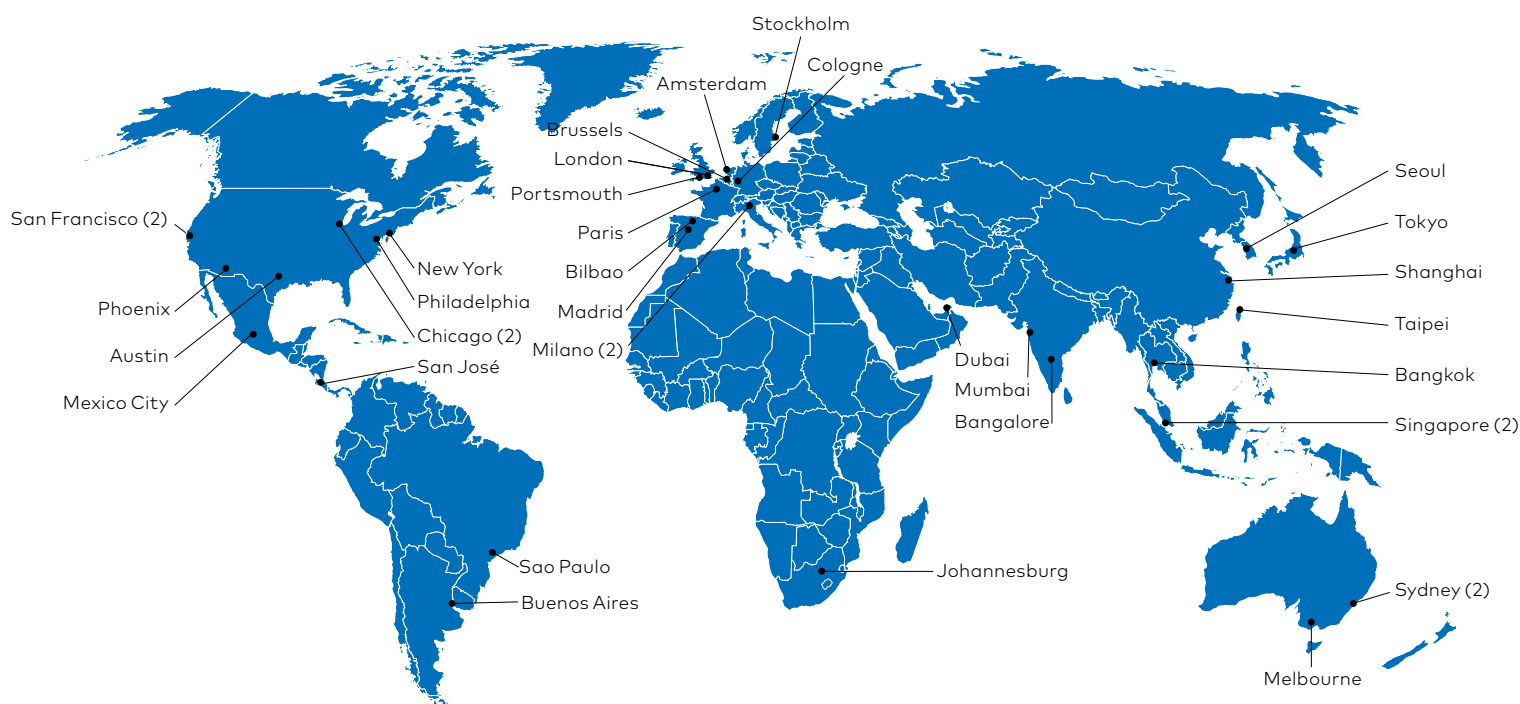 Stockholm
Cologne
Amsterdam
Brussels
London
Portsmouth
Paris
Bilbao
Madrid
Milano (2)
San Francisco (2)
Phoenix
Austin
Mexico City
New York
Philadelphia
Chicago (2)
San José
Sao Paulo
Buenos Aires
Johannesburg
Dubai
Mumbai
Bangalore
Seoul
Tokyo
Shanghai
Taipei
Bangkok
Singapore (2)
Sydney (2)
Melbourne